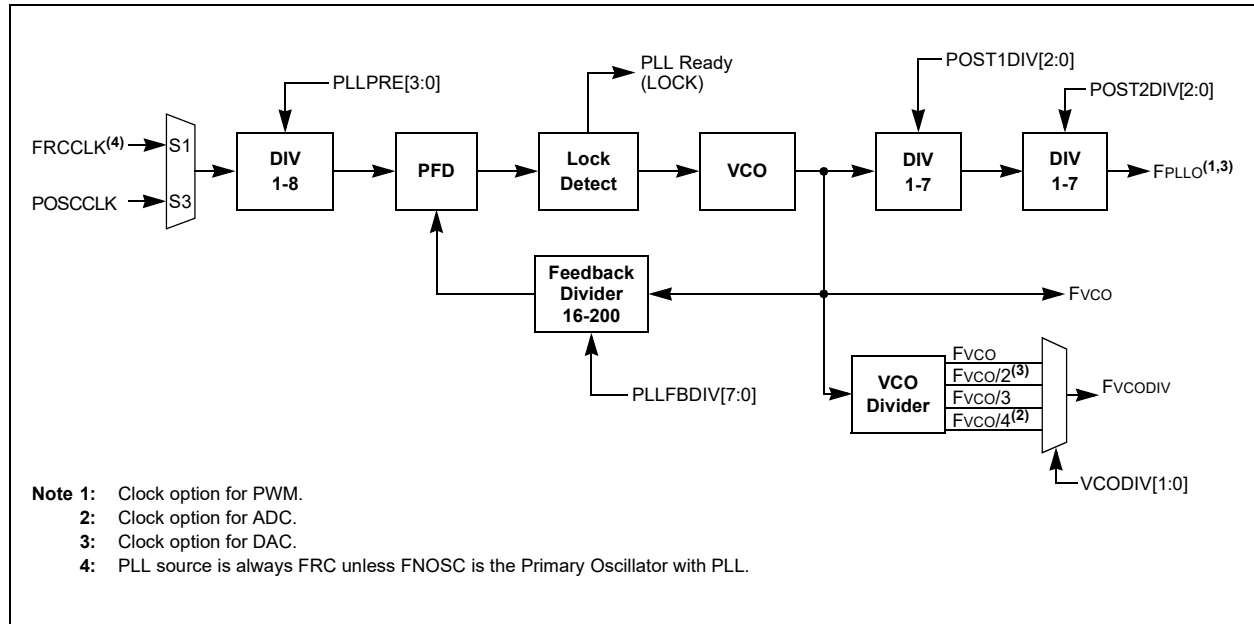 PLLPRE[3:0]
PLL Ready
(LOCK)
POST1DIV[2:0]
POST2DIV[2:0]
FRCCLK(4)
S1
POSCCLK
S3
DIV
1-8
PFD
Lock
Detect
VCO
DIV
1-7
DIV
1-7
FPLLO(1,3)
Feedback
Divider
16-200
FVCO
PLLFBDIV[7:0]
VCO
Divider
FVCO
FVCO/2(3)
FVCO/3
FVCO/4(2)
FVCODIV
VCODIV[1:0]
Note 1: Clock option for PWM.
2: Clock option for ADC.
3: Clock option for DAC.
4: PLL source is always FRC unless FNOSC is the Primary Oscillator with PLL.